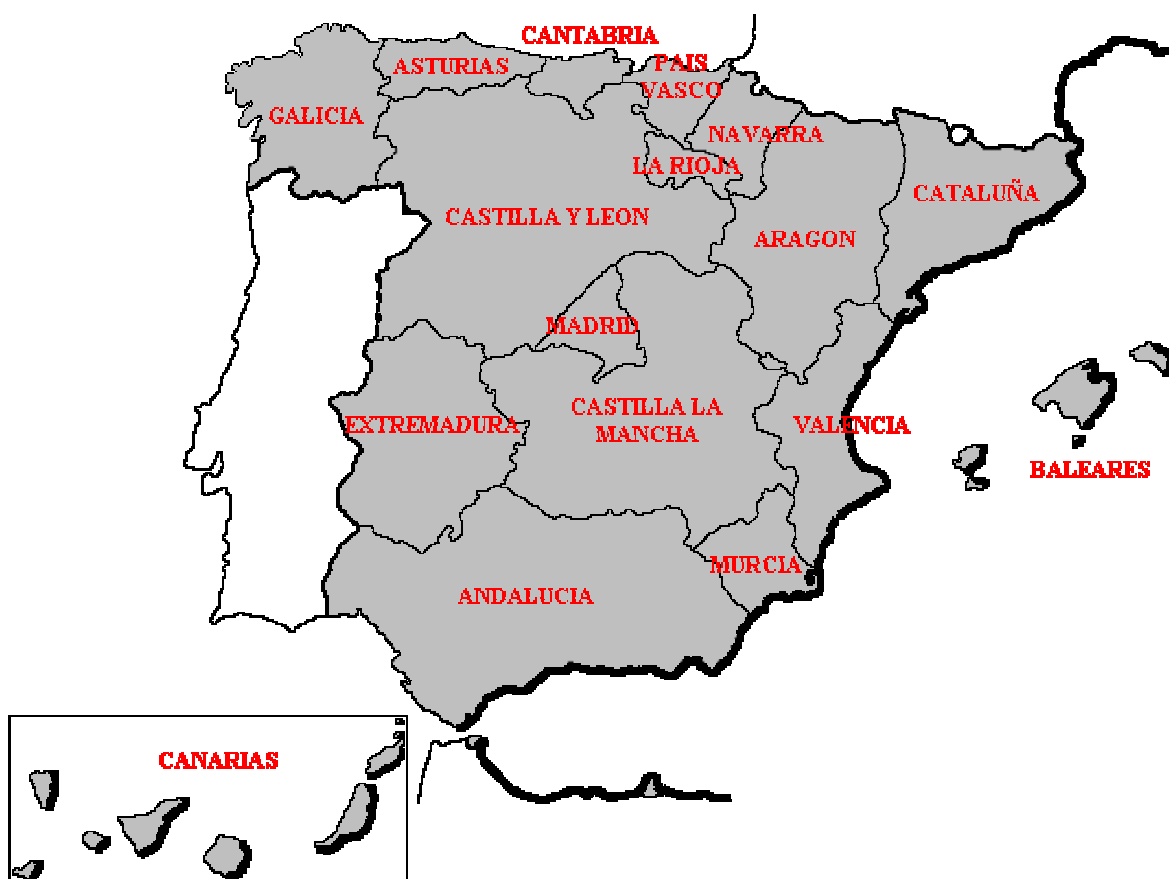 CANTABRIA
ASTURIAS
PAIS
VASCO
GALICIA
NAVARRA
LA RIOJA
CATALUÑA
CASTILLA Y LEON
ARAGON
MADRID
CASTILLA LA
MANCHA
EXTREMADURA
VALENCIA
BALEARES
MURCIA
ANDALUCIA
CANARIAS